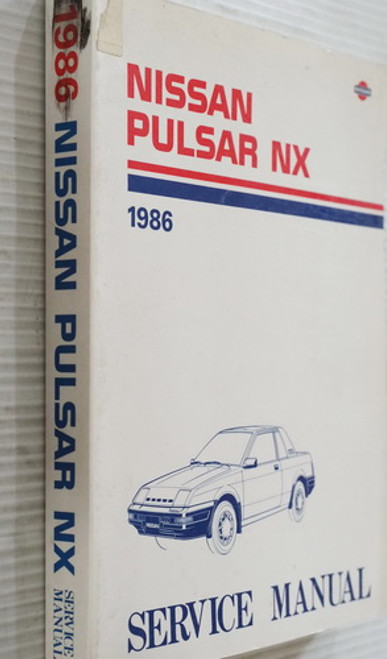 NISSAN
PULSAR NX
1986
SERVICE MANUAL
1986 NISSAN PULSAR NX
SERVICE
MANUAL